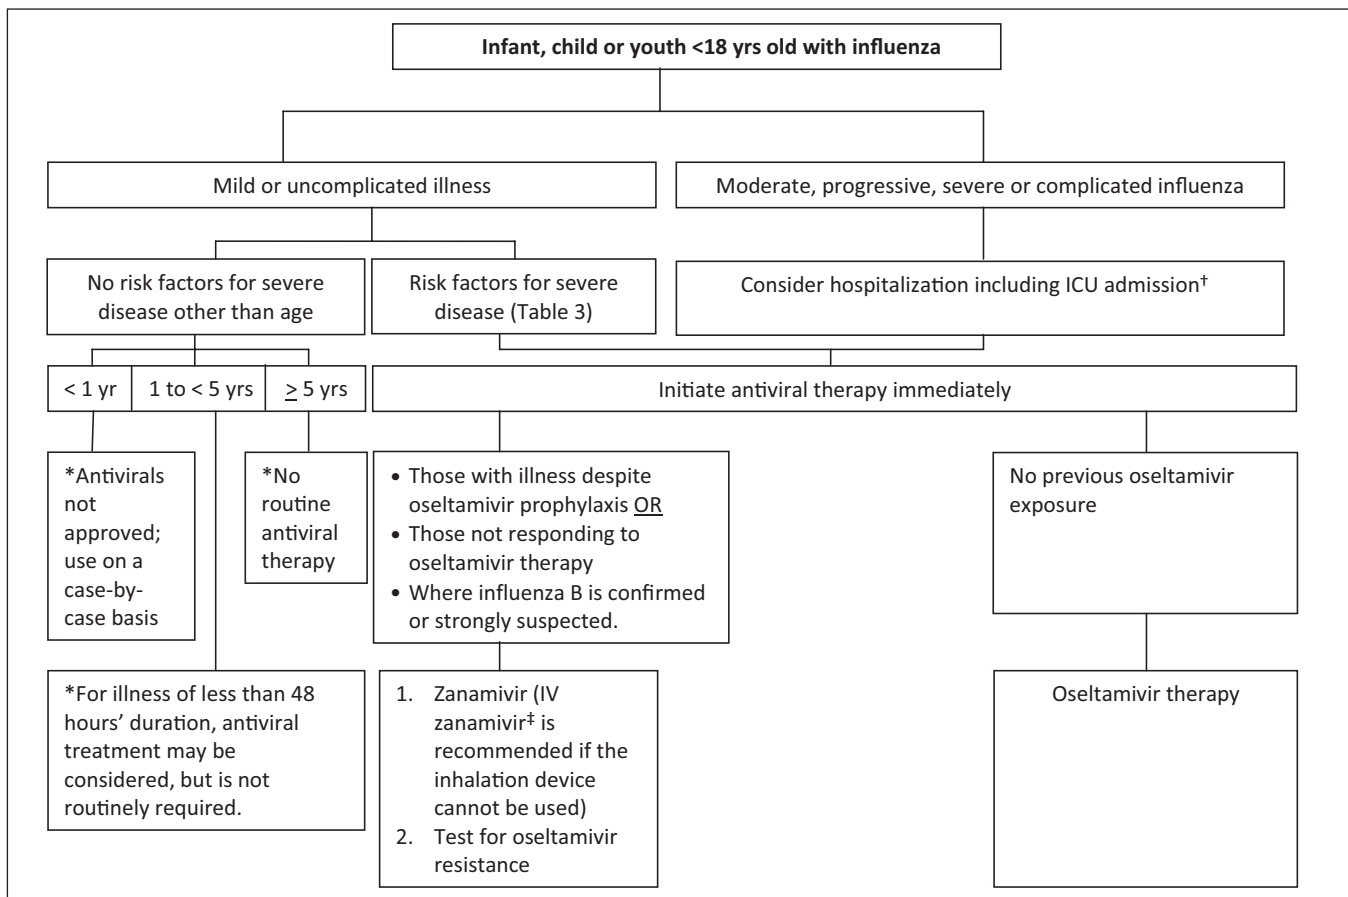 Infant, child or youth <18 yrs old with influenza
Mild or uncomplicated illness
Moderate, progressive, severe or complicated influenza
No risk factors for severe
disease other than age
Risk factors for severe
disease (Table 3)
Consider hospitalization including ICU admission†
< 1 yr
1 to < 5 yrs
≥ 5 yrs
Initiate antiviral therapy immediately
*Antivirals
not
approved;
use on a
case-by-
case basis
*No
routine
antiviral
therapy
• Those with illness despite
oseltamivir prophylaxis OR
• Those not responding to
oseltamivir therapy
• Where influenza B is confirmed
or strongly suspected.
No previous oseltamivir
exposure
*For illness of less than 48
hours’ duration, antiviral
treatment may be
considered, but is not
routinely required.
1. Zanamivir (IV
zanamivir‡ is
recommended if the
inhalation device
cannot be used)
2. Test for oseltamivir
resistance
Oseltamivir therapy